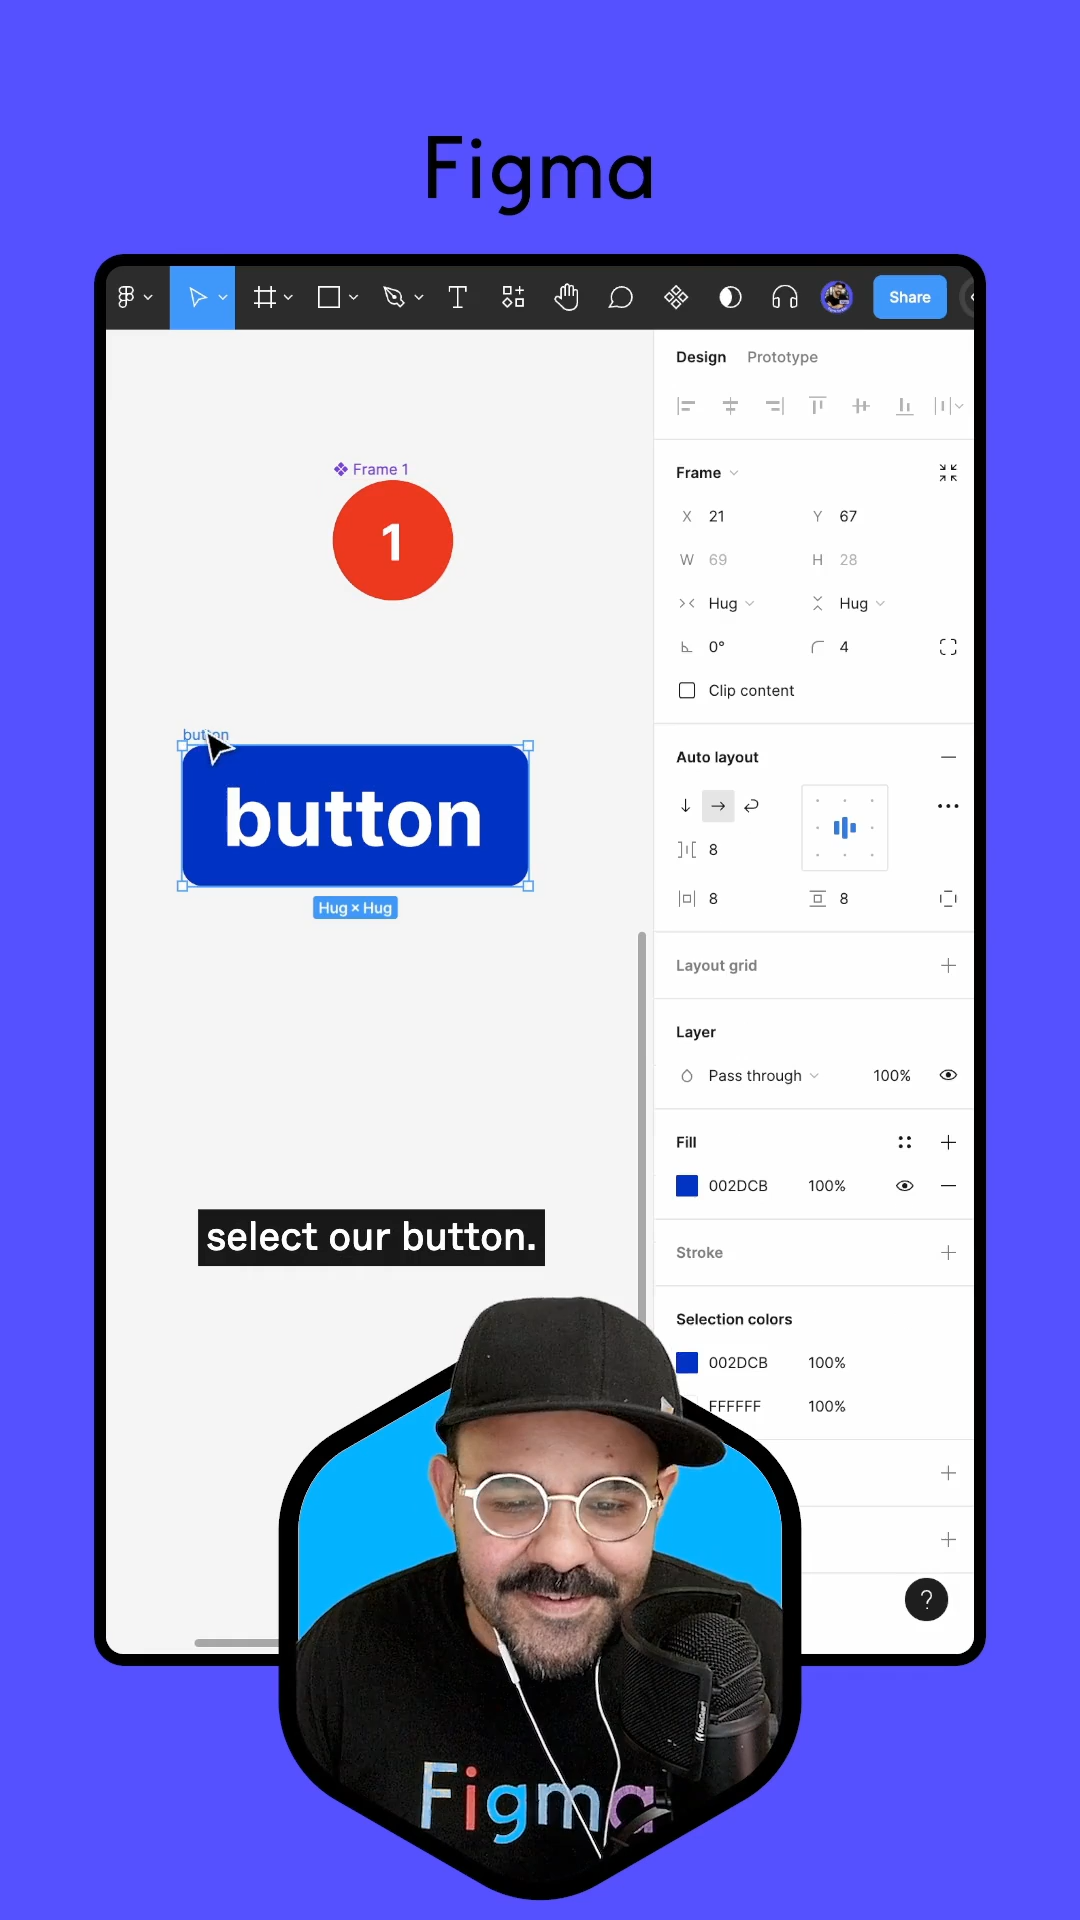 Figma
Share
Design Prototype
Frame 1
1
Frame
X 21 Y 67
W 69 H 28
Hug Hug
0° 4
Clip content
button
button
Hug × Hug
Auto layout
8
8 8
Layout grid
Layer
Pass through 100%
Fill
002DCB 100%
select our button.
Stroke
Selection colors
002DCB 100%
FFFFFF 100%
?
Figma